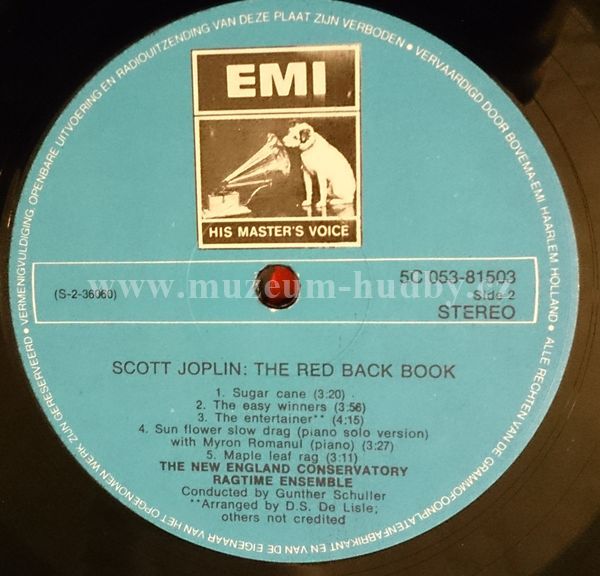 VERMENIGVULDIGING OPENBARE UITVOERING EN RADIOUITZENDING VAN DEZE PLAAT ZIJN VERBODEN • VERVAARDIGD DOOR BOVEMA-EMI HAARLEM HOLLAND • ALLE RECHTEN VAN DE GRAMMOFOONPLATENFABRIKANT EN VAN DE EIGENAAR VAN HET OPGENOMEN WERK ZIJN GERESERVEERD •
EMI
HIS MASTER'S VOICE
www.muzeum-hudby.cz
5C 053-81503
(S-2-36060)
Side 2
STEREO
SCOTT JOPLIN: THE RED BACK BOOK
1. Sugar cane (3:20)
2. The easy winners (3:56)
3. The entertainer** (4:15)
4. Sun flower slow drag (piano solo version)
with Myron Romanul (piano) (3:27)
5. Maple leaf rag (3:11)
THE NEW ENGLAND CONSERVATORY
RAGTIME ENSEMBLE
Conducted by Gunther Schuller
**Arranged by D.S. De Lisle;
others not credited